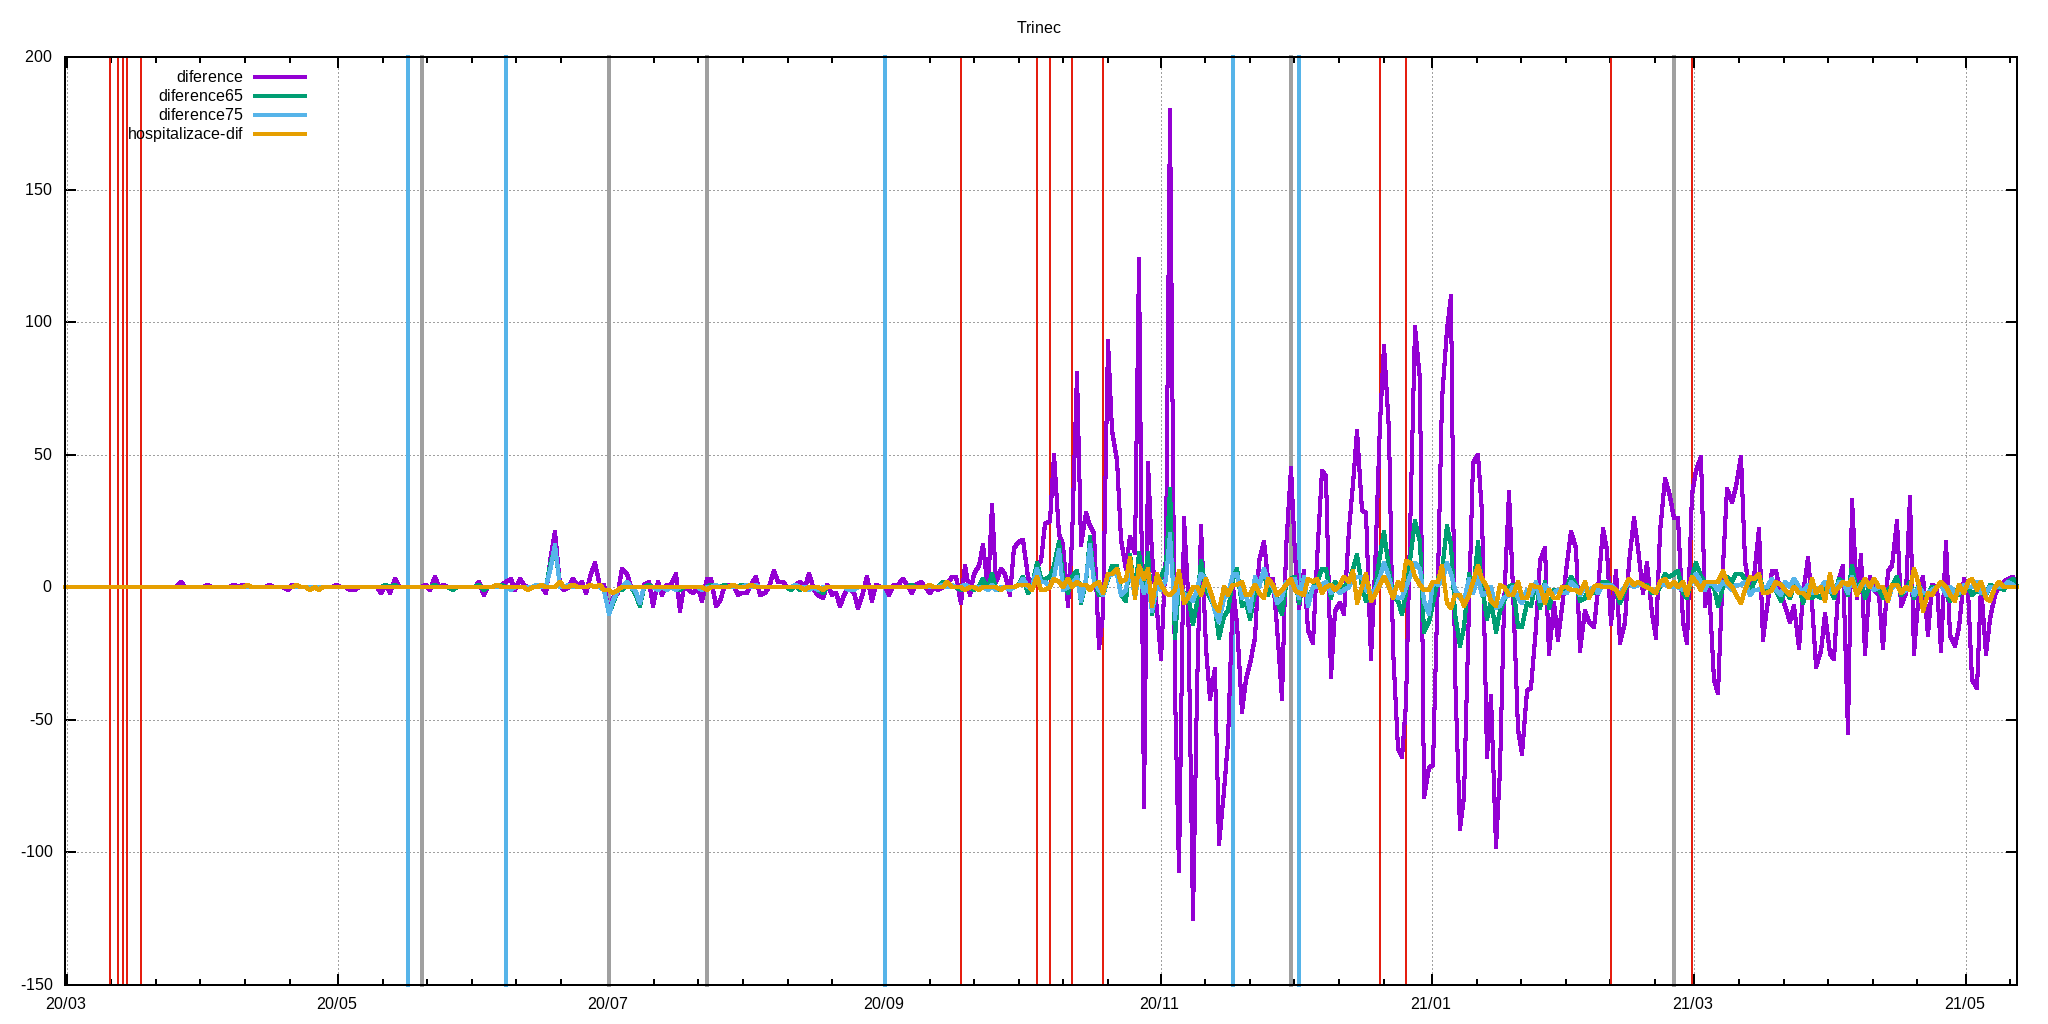 Trinec
200
diference
diference65
diference75
hospitalizace-dif
150
100
50
0
-50
-100
-150
20/03 20/05 20/07 20/09 20/11 21/01 21/03 21/05